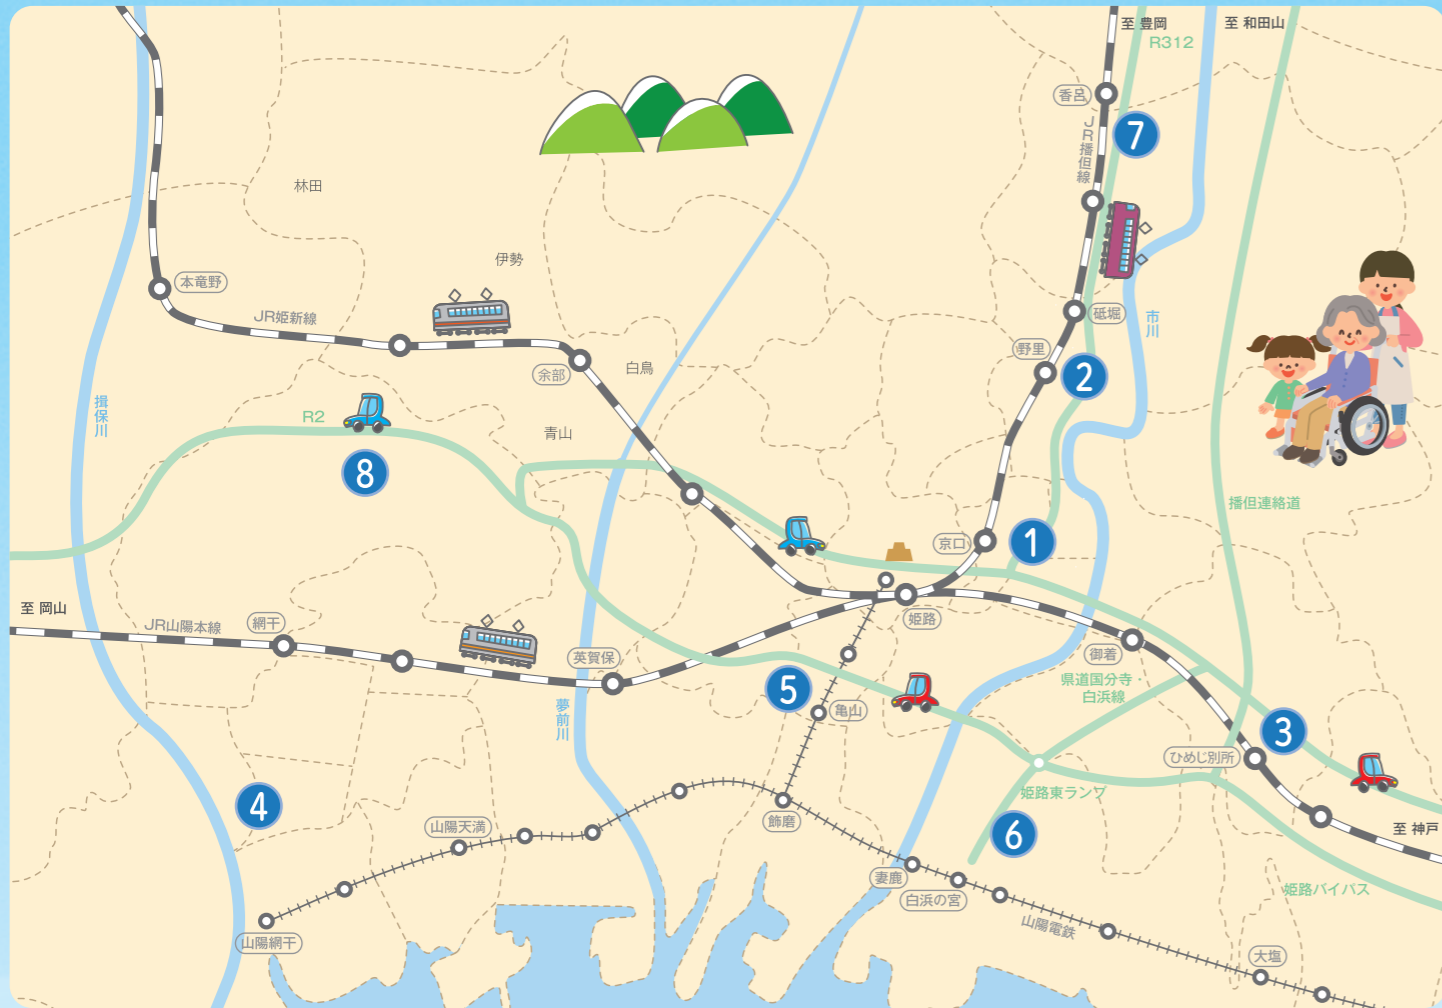 至 豊岡
至 和田山
R312
香呂
7
JR播但線
林田
伊勢
本竜野
JR姫新線
砥堀
市川
野里
余部
白鳥
2
揖保川
R2
青山
8
播但連絡道
京口
1
至 岡山
JR山陽本線
網干
姫路
英賀保
御着
県道国分寺・
白浜線
5
亀山
夢前川
3
ひめじ別所
4
姫路東ランプ
山陽天満
飾磨
6
至 神戸
妻鹿
白浜の宮
姫路バイパス
山陽電鉄
山陽網干
大塩